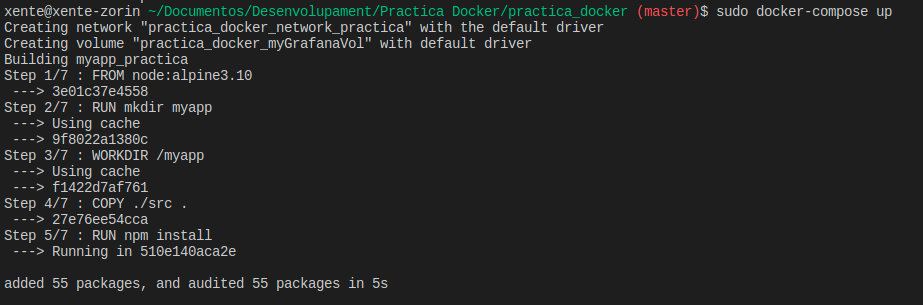 xente@xente-zorin ~/Documentos/Desenvolupament/Practica Docker/practica_docker (master)$ sudo docker-compose up
Creating network "practica_docker_network_practica" with the default driver
Creating volume "practica_docker_myGrafanaVol" with default driver
Building myapp_practica
Step 1/7 : FROM node:alpine3.10
 ---> 3e01c37e4558
Step 2/7 : RUN mkdir myapp
 ---> Using cache
 ---> 9f8022a1380c
Step 3/7 : WORKDIR /myapp
 ---> Using cache
 ---> f1422d7af761
Step 4/7 : COPY ./src .
 ---> 27e76ee54cca
Step 5/7 : RUN npm install
 ---> Running in 510e140aca2e
added 55 packages, and audited 55 packages in 5s